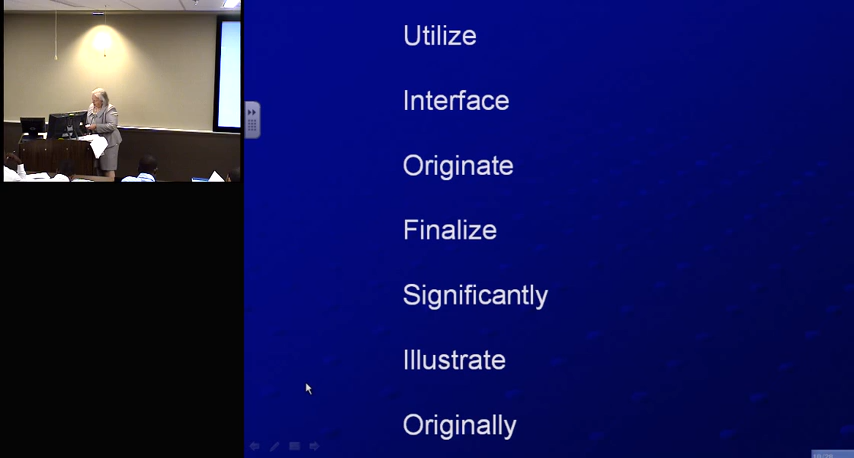 Utilize
Interface
Originate
Finalize
Significantly
Illustrate
Originally